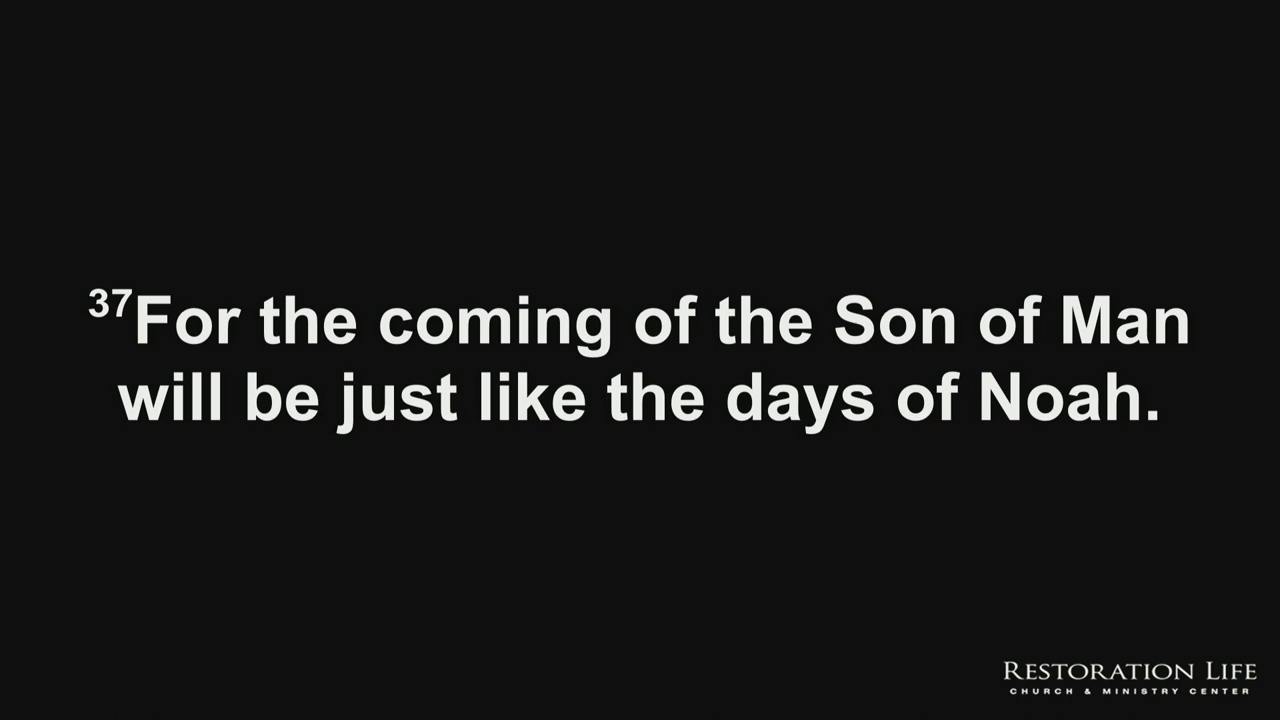 ³⁷For the coming of the Son of Man
will be just like the days of Noah.
RESTORATION LIFE
CHURCH & MINISTRY CENTER